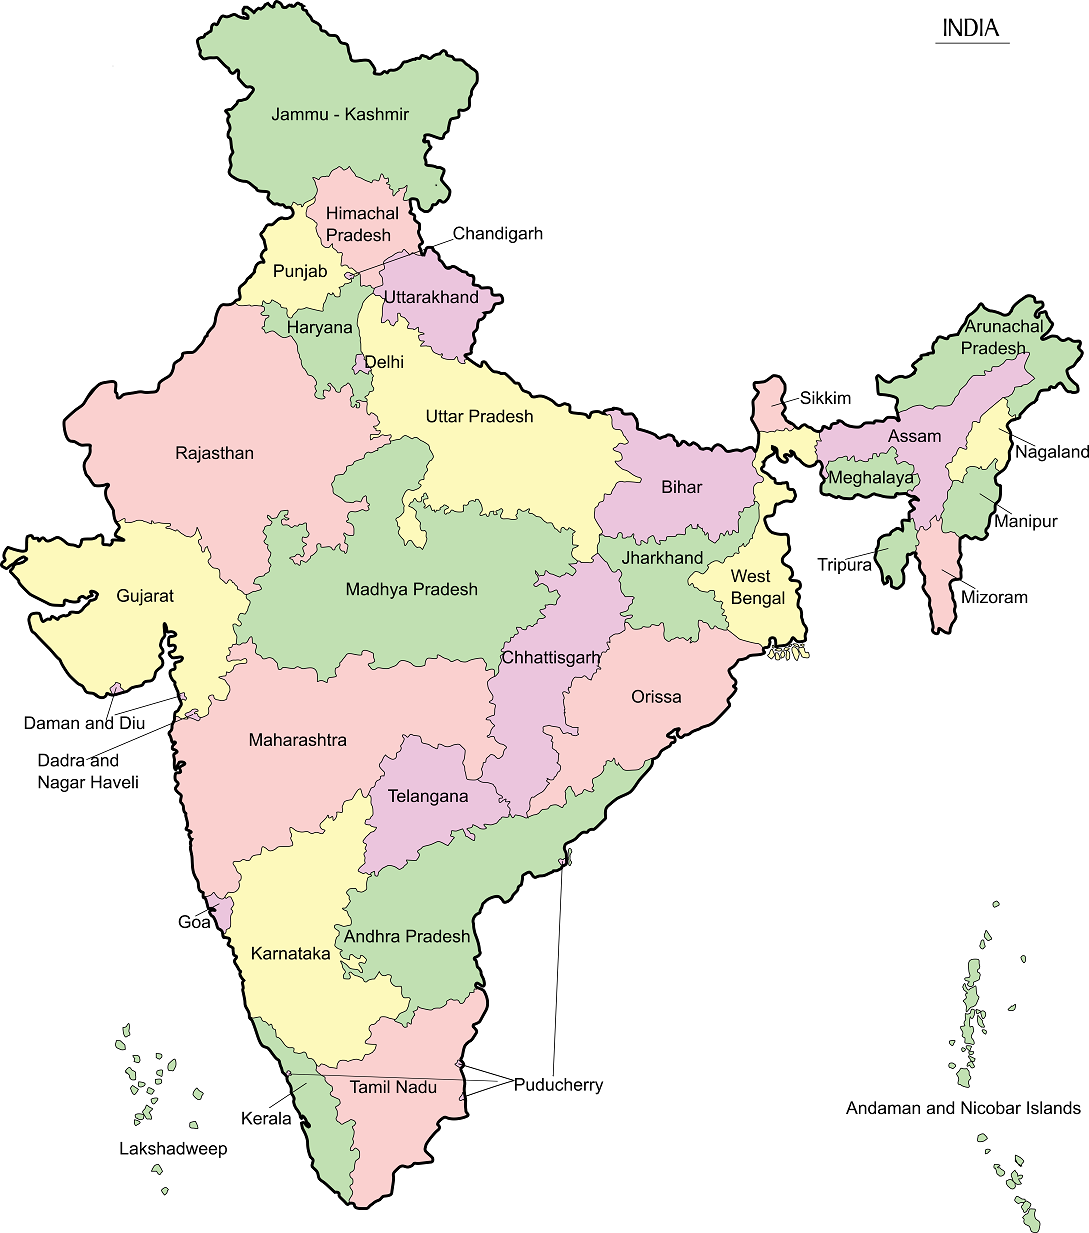 INDIA
Jammu - Kashmir
Himachal
Pradesh
Chandigarh
Punjab
Uttarakhand
Haryana
Delhi
Arunachal
Pradesh
Sikkim
Uttar Pradesh
Assam
Nagaland
Rajasthan
Meghalaya
Bihar
Manipur
Jharkhand
Tripura
West
Bengal
Madhya Pradesh
Gujarat
Mizoram
Chhattisgarh
Orissa
Daman and Diu
Maharashtra
Dadra and
Nagar Haveli
Telangana
Goa
Andhra Pradesh
Karnataka
Puducherry
Tamil Nadu
Kerala
Andaman and Nicobar Islands
Lakshadweep